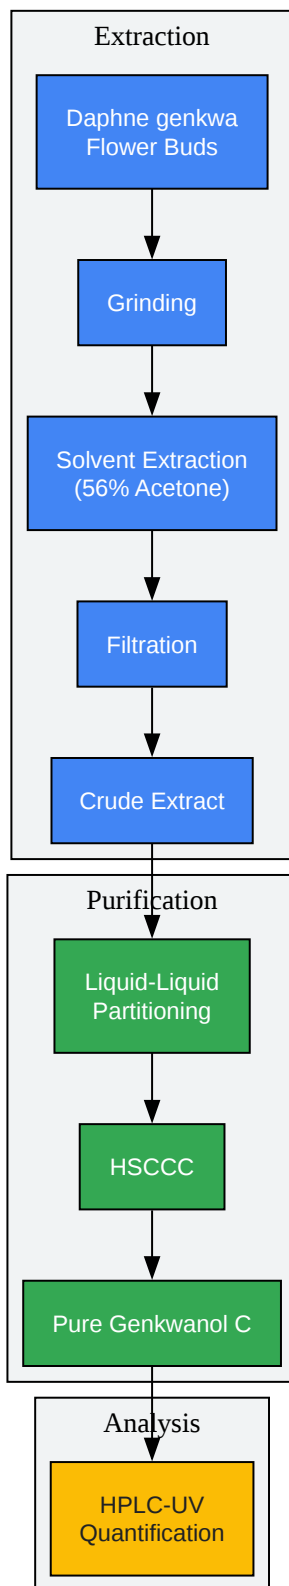 Extraction
Daphne genkwa
Flower Buds
Grinding
Solvent Extraction
(56% Acetone)
Filtration
Crude Extract
Purification
Liquid-Liquid
Partitioning
HSCCC
Pure Genkwanol C
Analysis
HPLC-UV
Quantification